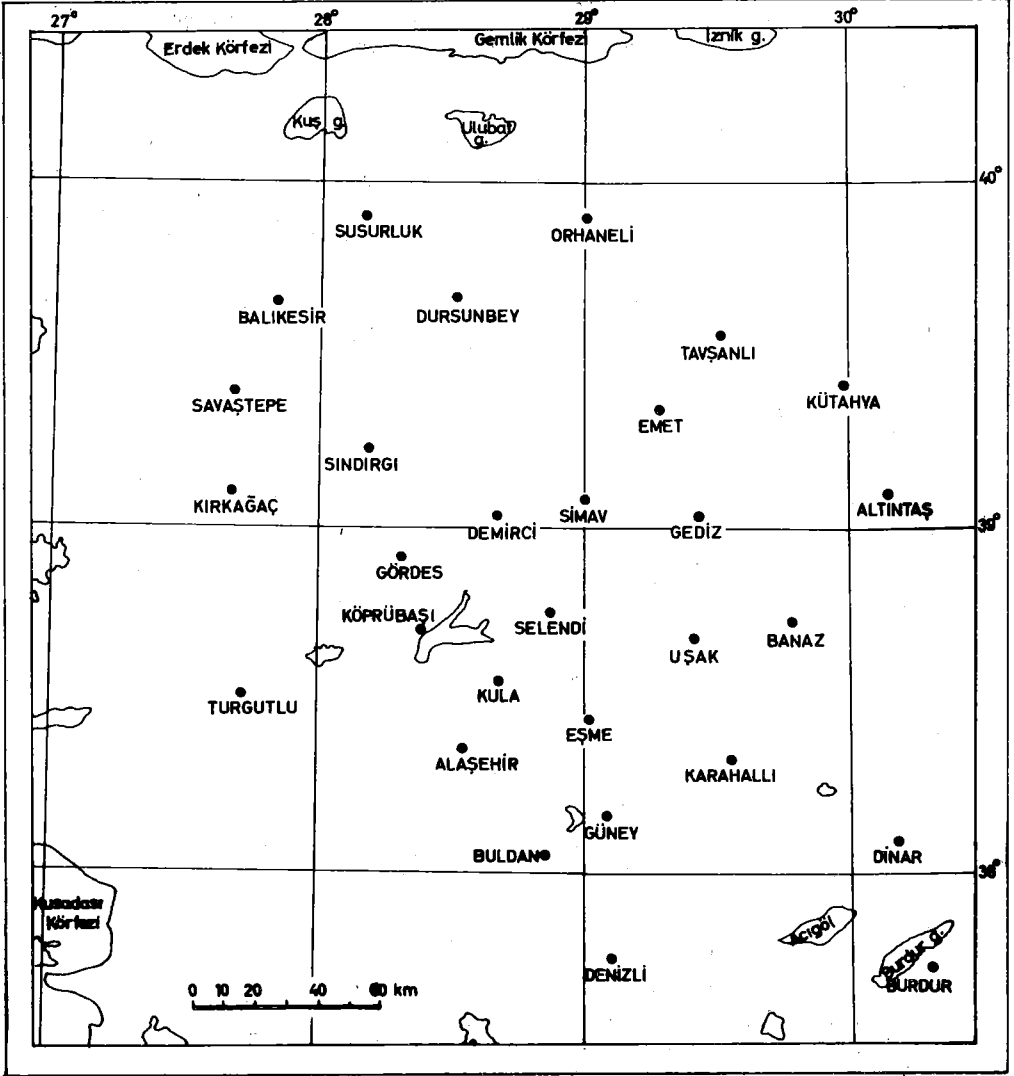 27°
28°
29°
30°
Erdek Körfezi
Gemlik Körfezi
İznik g.
Kuş g.
Ulubat
g.
40°
SUSURLUK
ORHANELİ
BALIKESİR
DURSUNBEY
TAVŞANLI
SAVAŞTEPE
KÜTAHYA
EMET
SINDIRGI
KIRKAĞAÇ
SİMAV
ALTINTAŞ
DEMİRCİ
GEDİZ
39°
GÖRDES
KÖPRÜBAŞI
SELENDİ
UŞAK
BANAZ
KULA
TURGUTLU
EŞME
ALAŞEHİR
KARAHALLI
GÜNEY
BULDAN
DİNAR
38°
Kuşadası
Körfezi
Acıgöl
Burdur g.
DENİZLİ
BURDUR
0 10 20 40 60 km